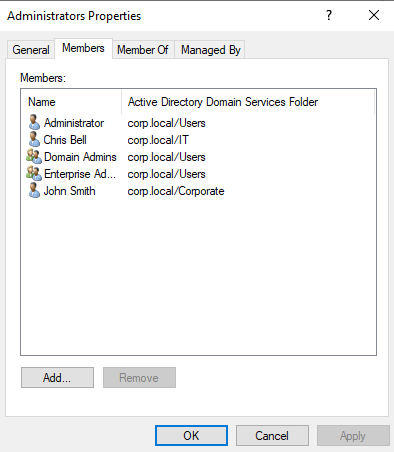 Administrators Properties ? ×
General Members Member Of Managed By
Members:
Name Active Directory Domain Services Folder
Administrator corp.local/Users
Chris Bell corp.local/IT
Domain Admins corp.local/Users
Enterprise Ad... corp.local/Users
John Smith corp.local/Corporate
Add... Remove
OK Cancel Apply